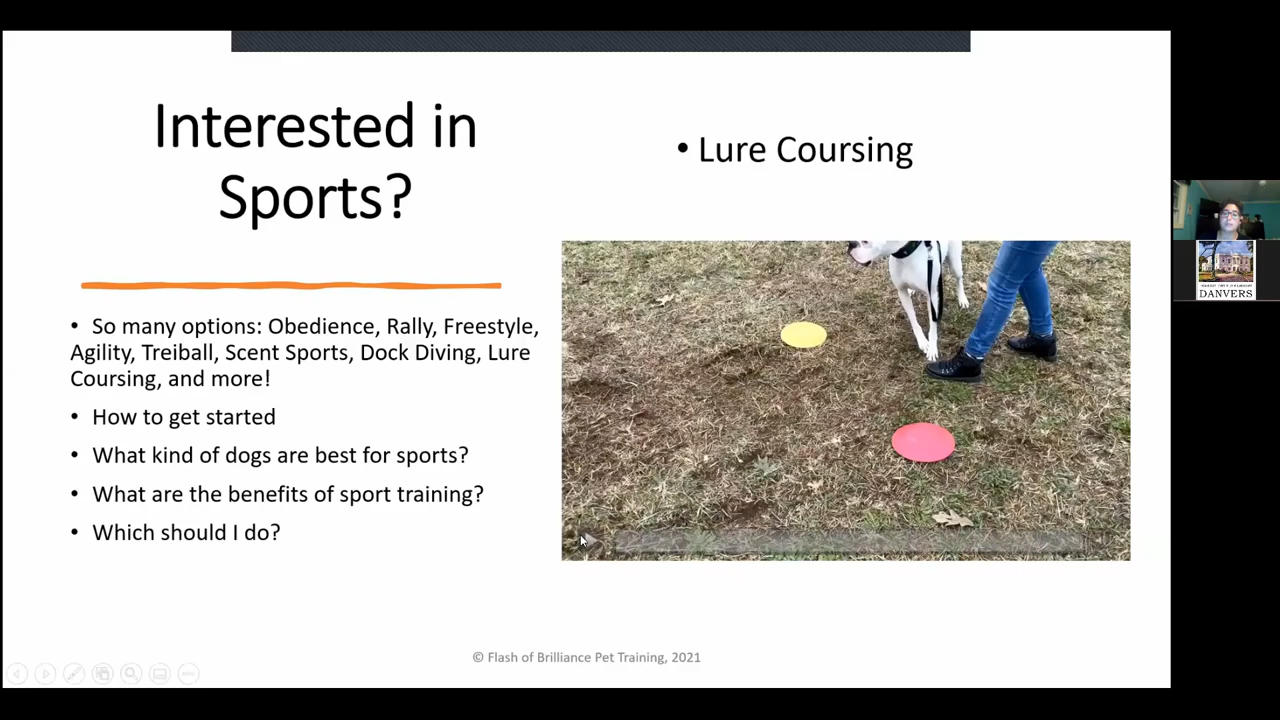 Interested in
Sports?
• So many options: Obedience, Rally, Freestyle,
Agility, Treiball, Scent Sports, Dock Diving, Lure
Coursing, and more!
• How to get started
• What kind of dogs are best for sports?
• What are the benefits of sport training?
• Which should I do?
• Lure Coursing
© Flash of Brilliance Pet Training, 2021
DANVERS